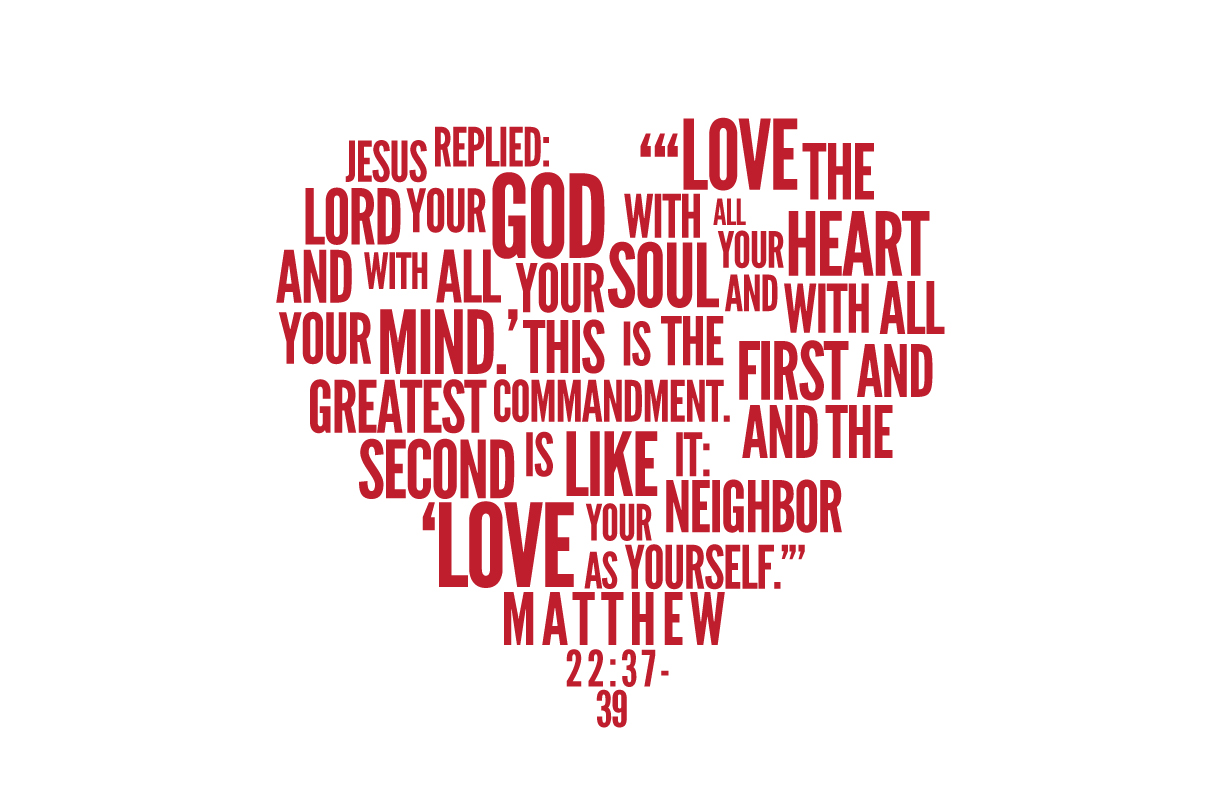 JESUS REPLIED: “‘LOVE THE
LORD YOUR GOD WITH ALL YOUR HEART
AND WITH ALL YOUR SOUL AND WITH ALL
YOUR MIND.’ THIS IS THE FIRST AND
GREATEST COMMANDMENT. AND THE
SECOND IS LIKE IT:
‘LOVE YOUR NEIGHBOR
AS YOURSELF.’”
MATTHEW
22:37-
39